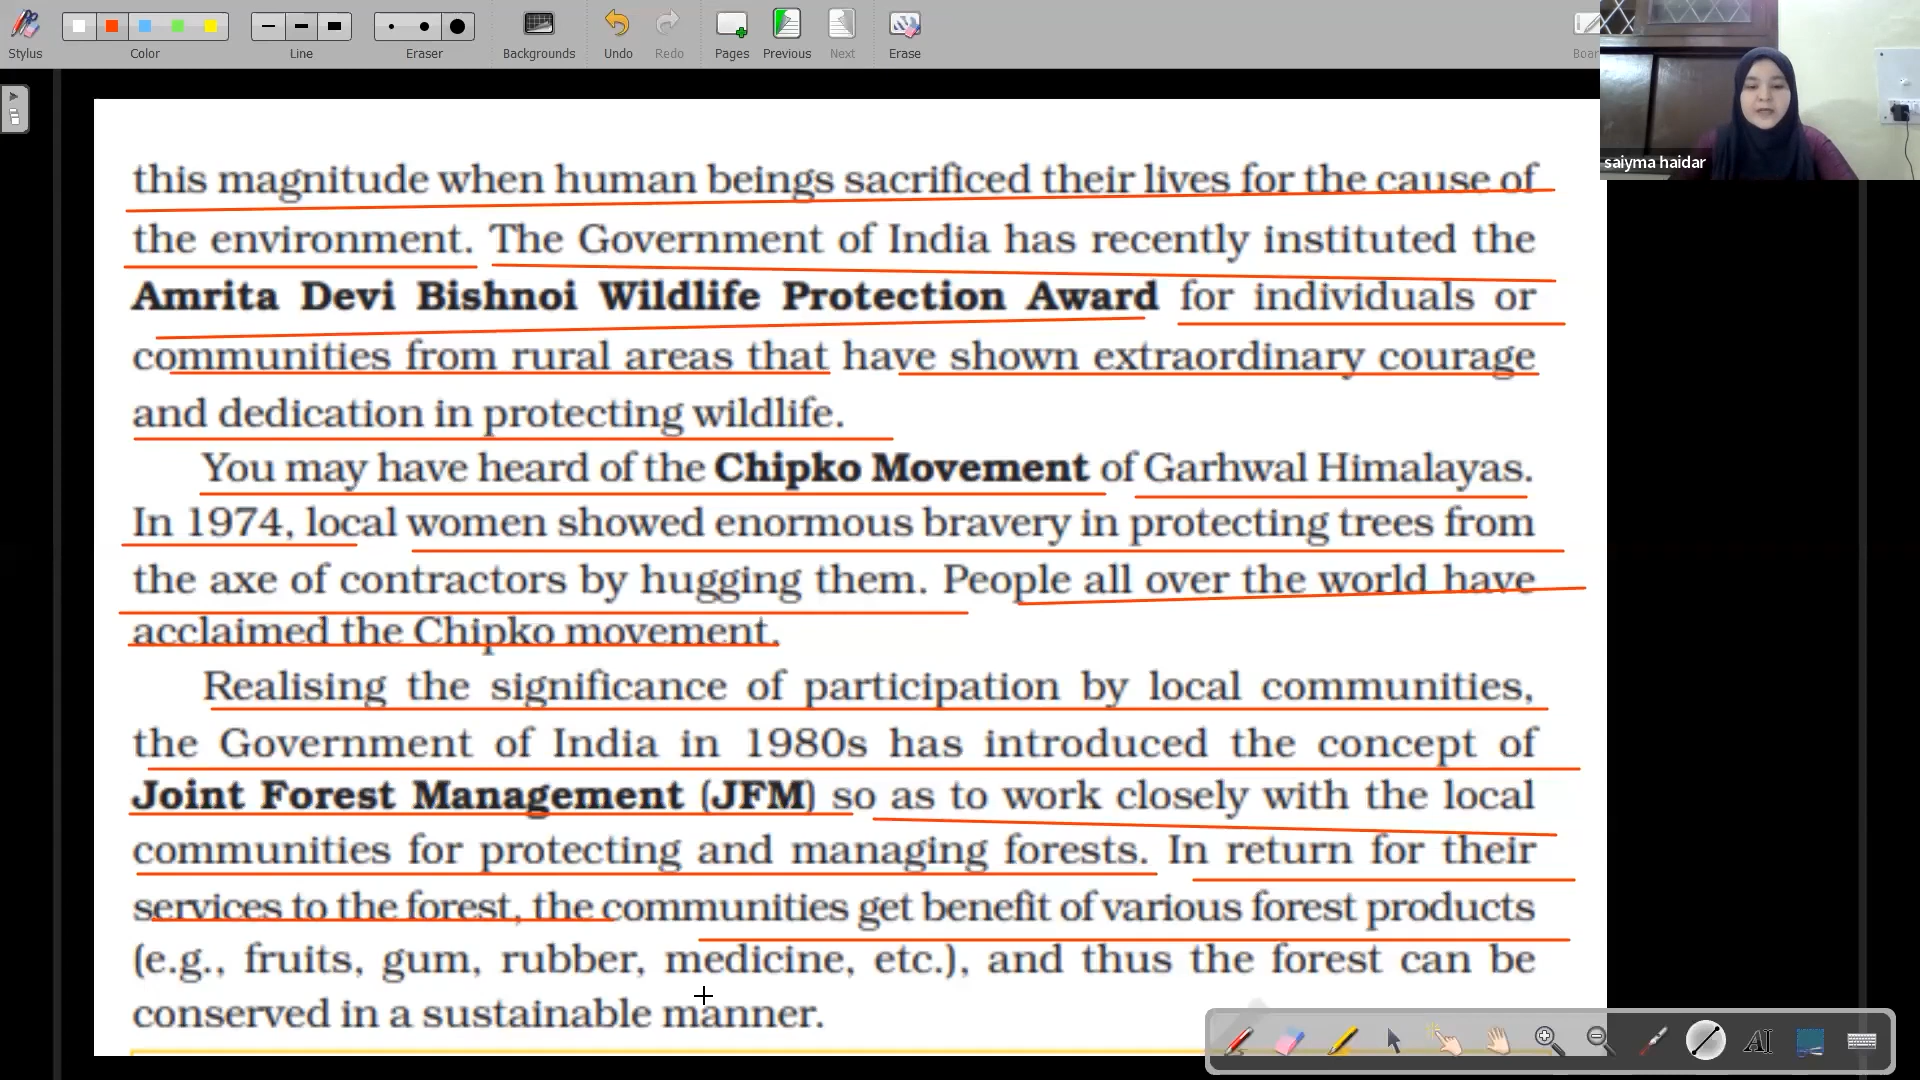 Stylus
Color
Line
Eraser
Backgrounds
Undo
Redo
Pages
Previous
Next
Erase
saiyma haidar
this magnitude when human beings sacrificed their lives for the cause of
the environment. The Government of India has recently instituted the
Amrita Devi Bishnoi Wildlife Protection Award for individuals or
communities from rural areas that have shown extraordinary courage
and dedication in protecting wildlife.
You may have heard of the Chipko Movement of Garhwal Himalayas.
In 1974, local women showed enormous bravery in protecting trees from
the axe of contractors by hugging them. People all over the world have
acclaimed the Chipko movement.
Realising the significance of participation by local communities,
the Government of India in 1980s has introduced the concept of
Joint Forest Management (JFM) so as to work closely with the local
communities for protecting and managing forests. In return for their
services to the forest, the communities get benefit of various forest products
(e.g., fruits, gum, rubber, medicine, etc.), and thus the forest can be
conserved in a sustainable manner.
AI